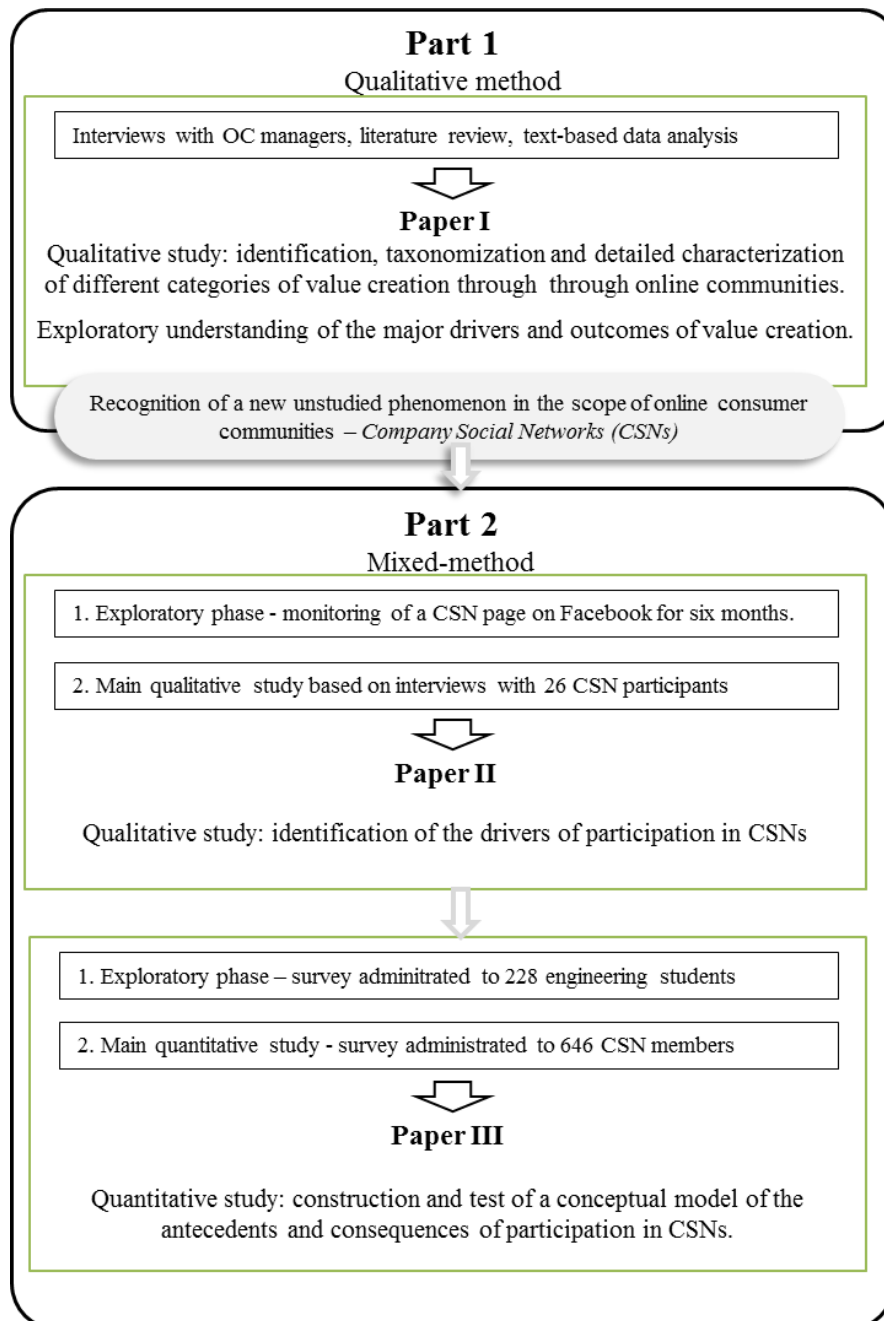 Part 1
Qualitative method
Interviews with OC managers, literature review, text-based data analysis
Paper I
Qualitative study: identification, taxonomization and detailed characterization
of different categories of value creation through through online communities.
Exploratory understanding of the major drivers and outcomes of value creation.
Recognition of a new unstudied phenomenon in the scope of online consumer
communities – Company Social Networks (CSNs)
Part 2
Mixed-method
1. Exploratory phase - monitoring of a CSN page on Facebook for six months.
2. Main qualitative study based on interviews with 26 CSN participants
Paper II
Qualitative study: identification of the drivers of participation in CSNs
1. Exploratory phase – survey adminitrated to 228 engineering students
2. Main quantitative study - survey administrated to 646 CSN members
Paper III
Quantitative study: construction and test of a conceptual model of the
antecedents and consequences of participation in CSNs.